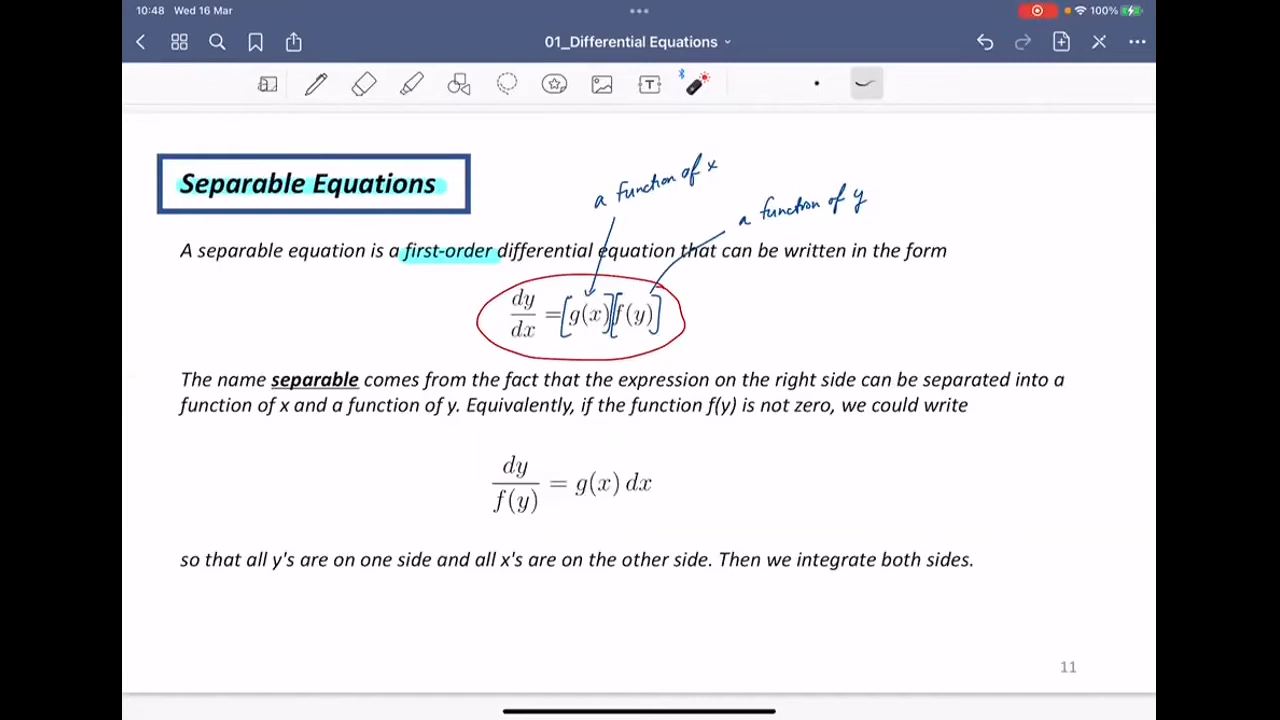 10:48 Wed 16 Mar
100%
01_Differential Equations
Separable Equations
a function of x
a function of y
A separable equation is a first-order differential equation that can be written in the form
dy/dx = [g(x)][f(y)]
The name separable comes from the fact that the expression on the right side can be separated into a
function of x and a function of y. Equivalently, if the function f(y) is not zero, we could write
dy/f(y) = g(x) dx
so that all y's are on one side and all x's are on the other side. Then we integrate both sides.
11